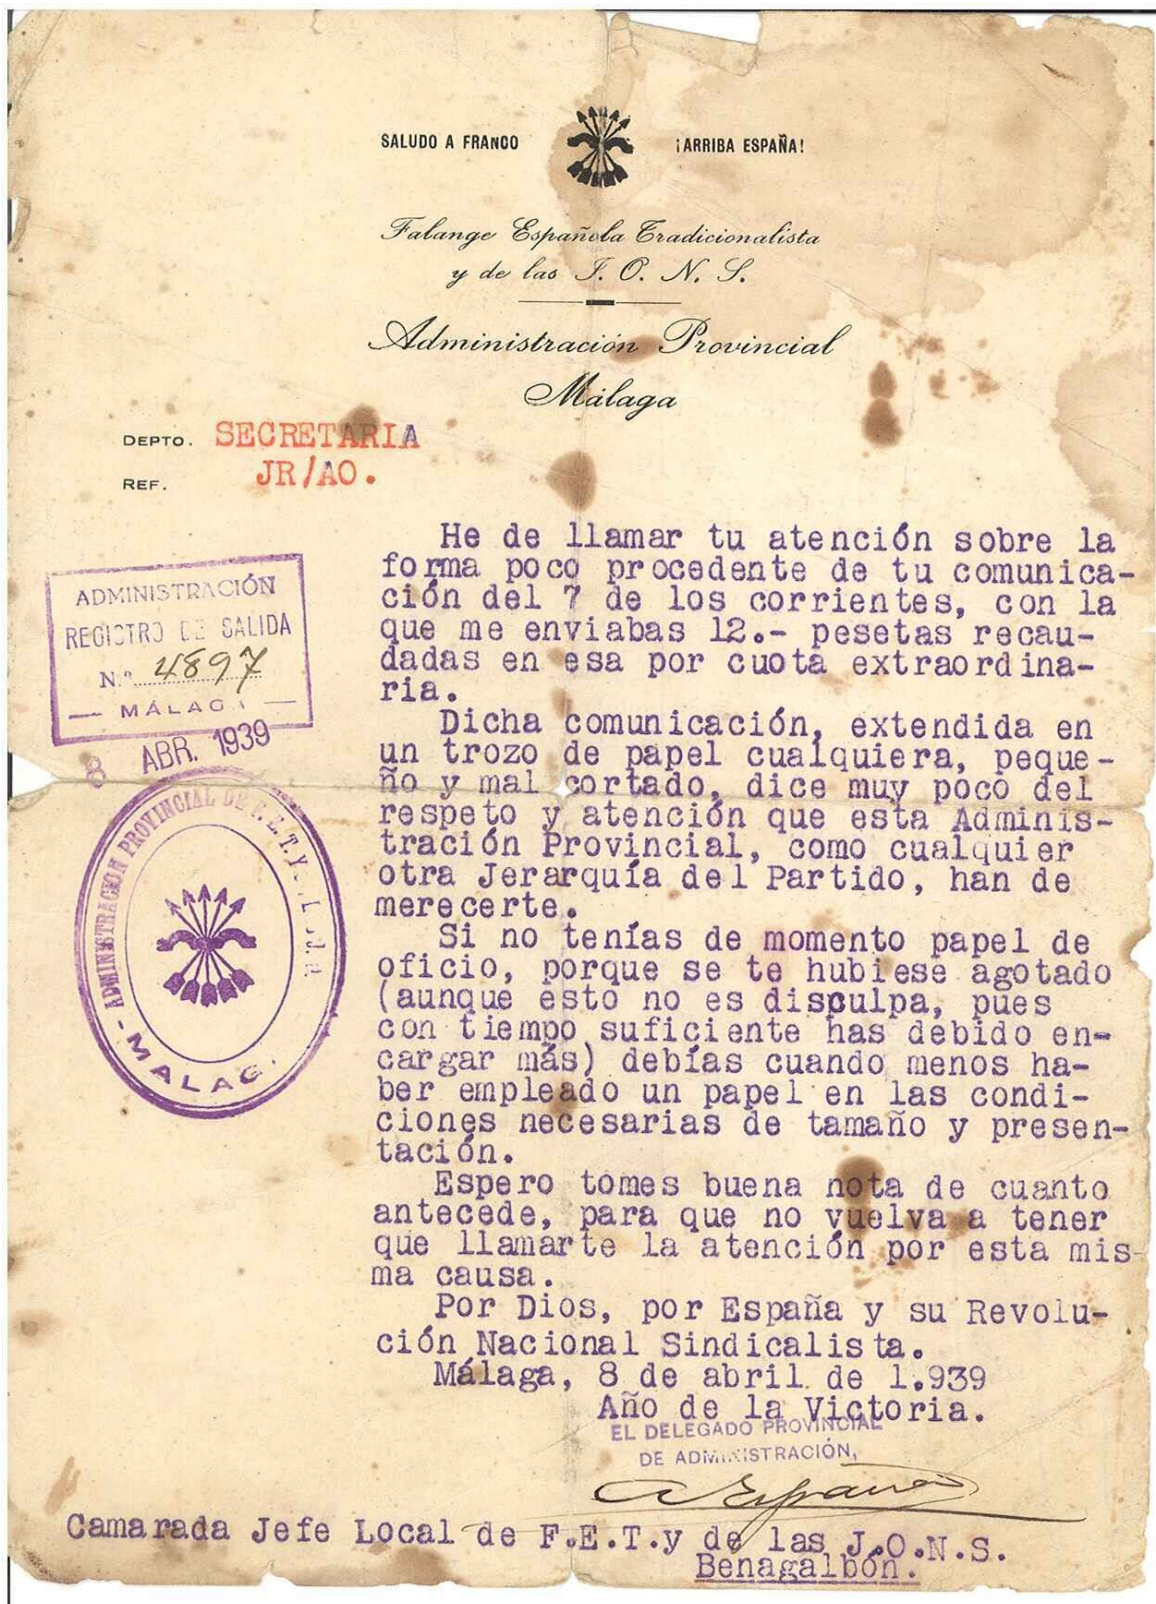 SALUDO A FRANCO
¡ARRIBA ESPAÑA!
Falange Española Tradicionalista
y de las J. O. N. S.
Administración Provincial
Málaga
DEPTO. SECRETARIA
REF. JR/AO.
ADMINISTRACIÓN
REGISTRO DE SALIDA
N.º 4897
— MÁLAGA —
8 ABR. 1939
ADMINISTRACION PROVINCIAL DE F.E.T. Y
- MALAG
He de llamar tu atención sobre la
forma poco procedente de tu comunica-
ción del 7 de los corrientes, con la
que me enviabas 12.- pesetas recau-
dadas en esa por cuota extraordina-
ria.
Dicha comunicación, extendida en
un trozo de papel cualquiera, peque-
ño y mal cortado, dice muy poco del
respeto y atención que esta Adminis-
tración Provincial, como cualquier
otra Jerarquía del Partido, han de
merecerte.
Si no tenías de momento papel de
oficio, porque se te hubiese agotado
(aunque esto no es disculpa, pues
con tiempo suficiente has debido en-
cargar más) debías cuando menos ha-
ber empleado un papel en las condi-
ciones necesarias de tamaño y presen-
tación.
Espero tomes buena nota de cuanto
antecede, para que no vuelva a tener
que llamarte la atención por esta mis-
ma causa.
Por Dios, por España y su Revolu-
ción Nacional Sindicalista.
Málaga, 8 de abril de 1.939
Año de la Victoria.
EL DELEGADO PROVINCIAL
DE ADMINISTRACIÓN,
Camarada Jefe Local de F.E.T.y de las J.O.N.S.
Benagalbón.